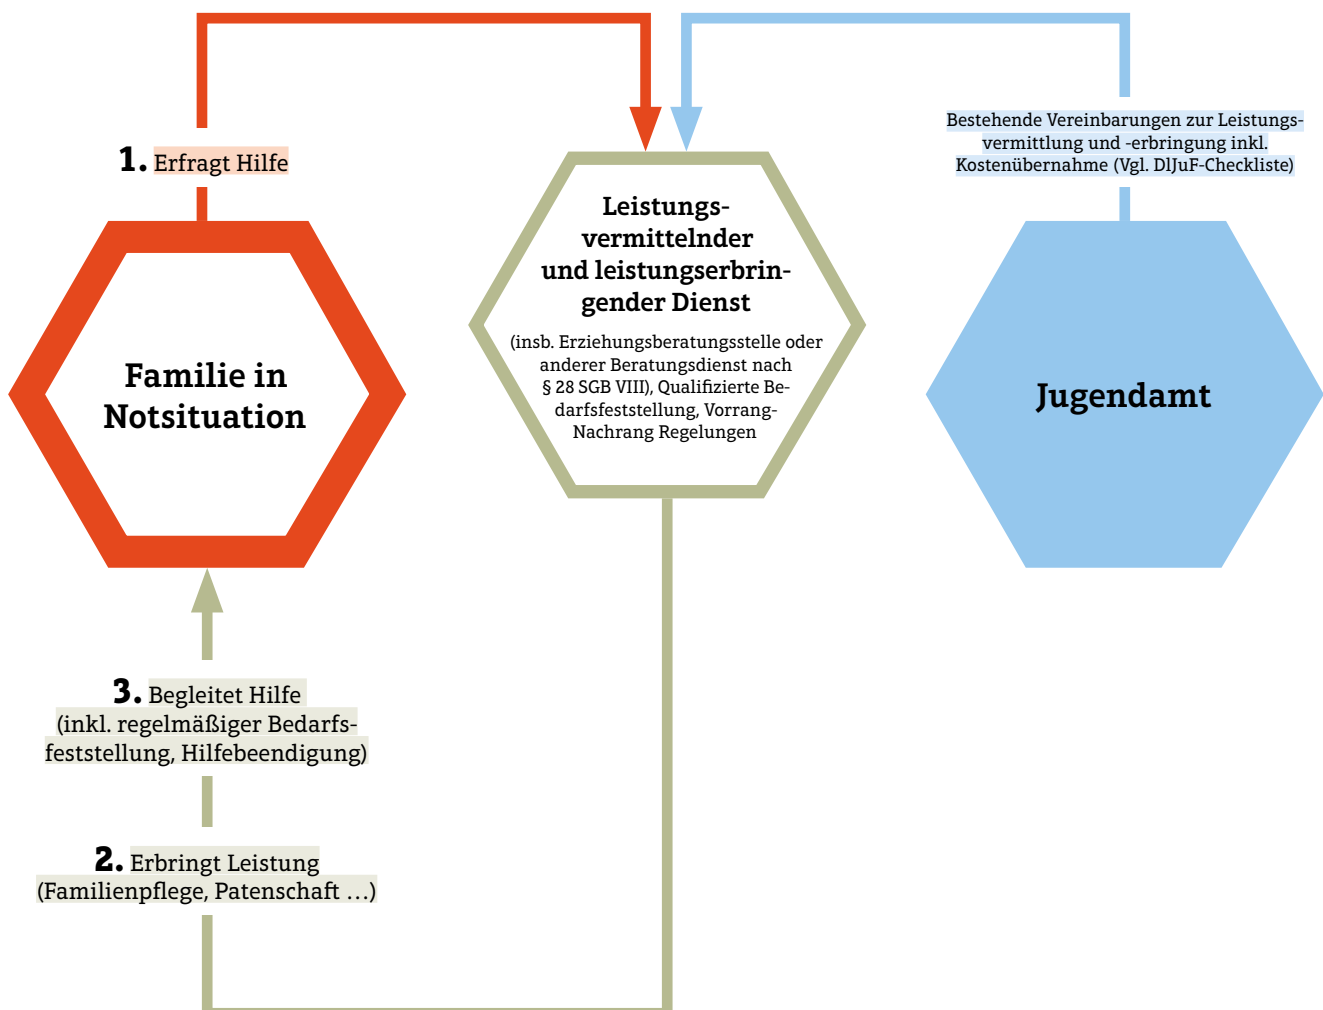 1. Erfragt Hilfe
Familie in
Notsituation
Leistungs-
vermittelnder
und leistungserbrin-
gender Dienst
(insb. Erziehungsberatungsstelle oder
anderer Beratungsdienst nach
§ 28 SGB VIII), Qualifizierte Be-
darfsfeststellung, Vorrang-
Nachrang Regelungen
Bestehende Vereinbarungen zur Leistungs-
vermittlung und -erbringung inkl.
Kostenübernahme (Vgl. DIJuF-Checkliste)
Jugendamt
3. Begleitet Hilfe
(inkl. regelmäßiger Bedarfs-
feststellung, Hilfebeendigung)
2. Erbringt Leistung
(Familienpflege, Patenschaft …)